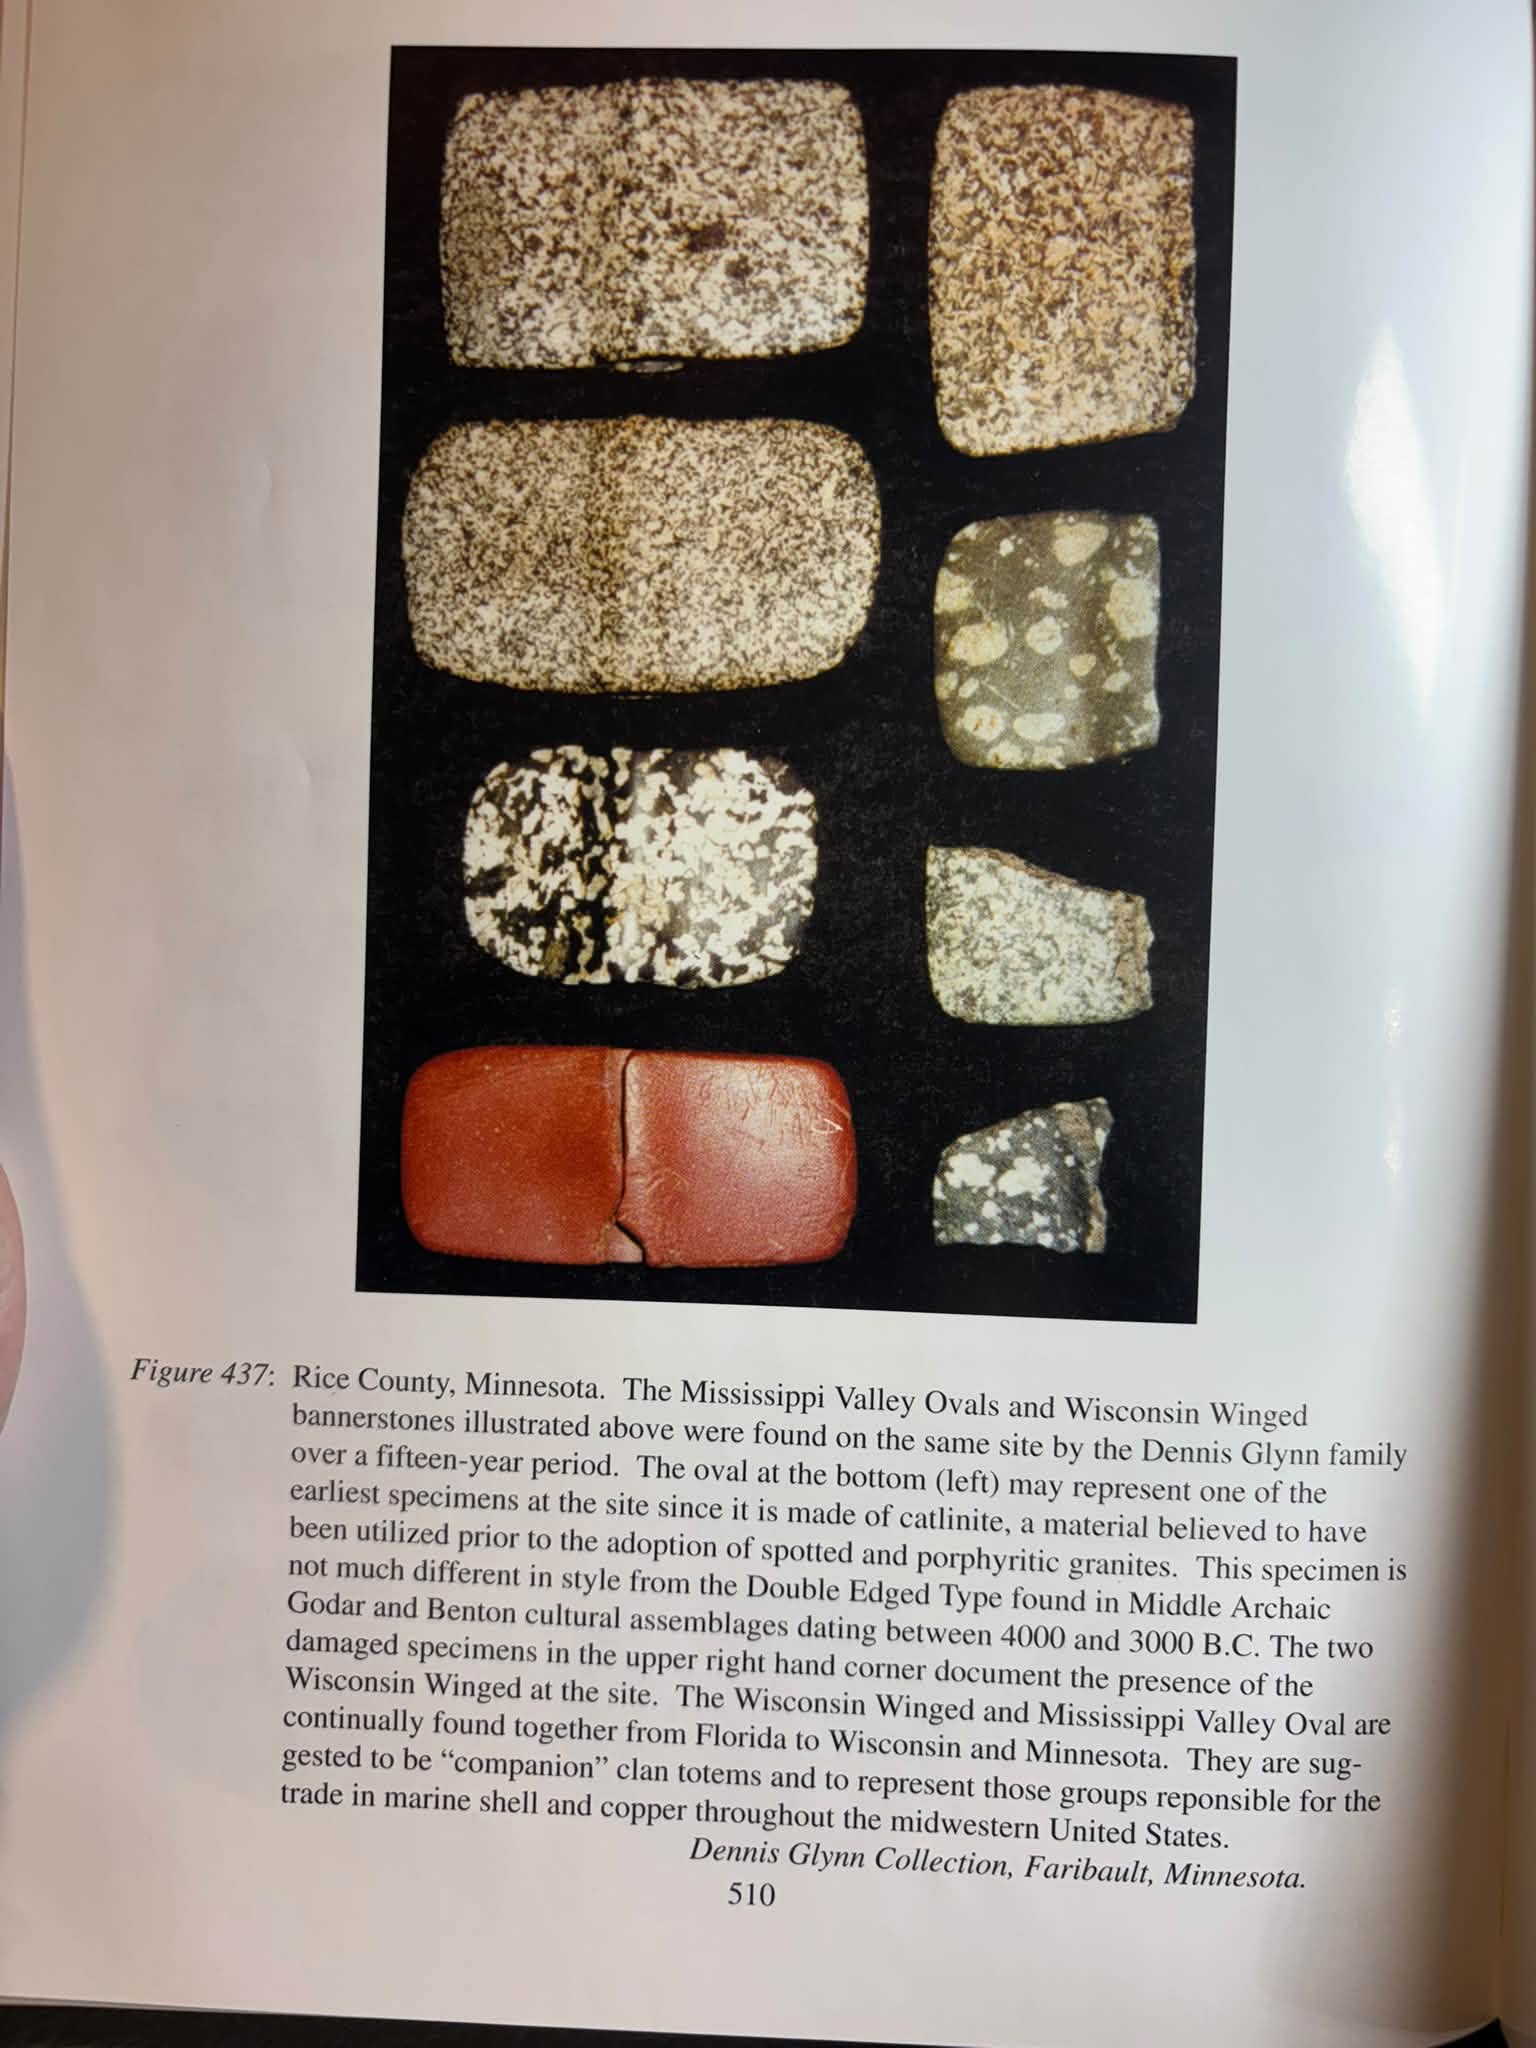 Figure 437: Rice County, Minnesota. The Mississippi Valley Ovals and Wisconsin Winged
bannerstones illustrated above were found on the same site by the Dennis Glynn family
over a fifteen-year period. The oval at the bottom (left) may represent one of the
earliest specimens at the site since it is made of catlinite, a material believed to have
been utilized prior to the adoption of spotted and porphyritic granites. This specimen is
not much different in style from the Double Edged Type found in Middle Archaic
Godar and Benton cultural assemblages dating between 4000 and 3000 B.C. The two
damaged specimens in the upper right hand corner document the presence of the
Wisconsin Winged at the site. The Wisconsin Winged and Mississippi Valley Oval are
continually found together from Florida to Wisconsin and Minnesota. They are sug-
gested to be “companion” clan totems and to represent those groups reponsible for the
trade in marine shell and copper throughout the midwestern United States.
Dennis Glynn Collection, Faribault, Minnesota.
510